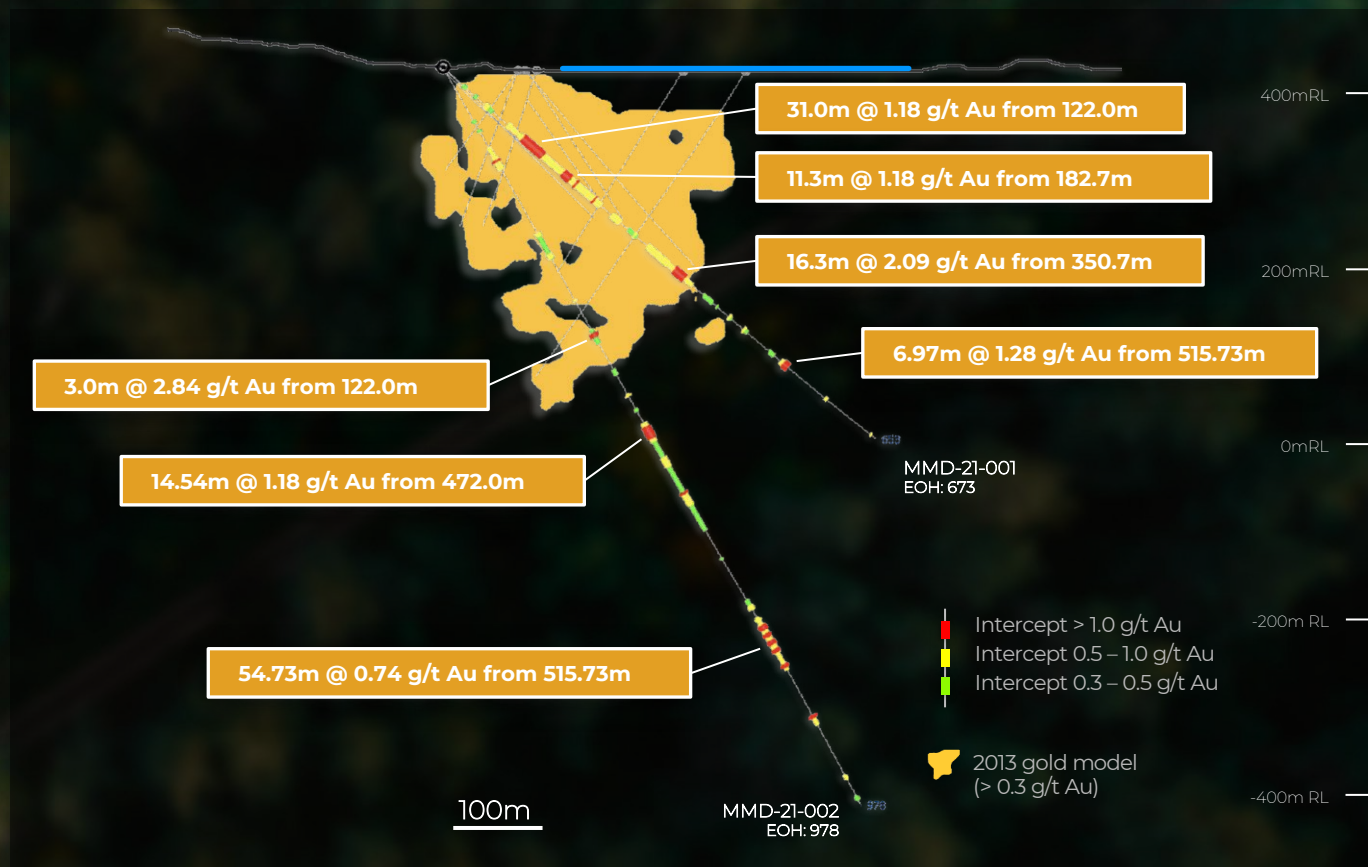 400mRL
31.0m @ 1.18 g/t Au from 122.0m
11.3m @ 1.18 g/t Au from 182.7m
16.3m @ 2.09 g/t Au from 350.7m
200mRL
6.97m @ 1.28 g/t Au from 515.73m
3.0m @ 2.84 g/t Au from 122.0m
0mRL
MMD-21-001
EOH: 673
14.54m @ 1.18 g/t Au from 472.0m
-200m RL
Intercept > 1.0 g/t Au
Intercept 0.5 – 1.0 g/t Au
Intercept 0.3 – 0.5 g/t Au
54.73m @ 0.74 g/t Au from 515.73m
2013 gold model
(> 0.3 g/t Au)
-400m RL
100m
978
MMD-21-002
EOH: 978